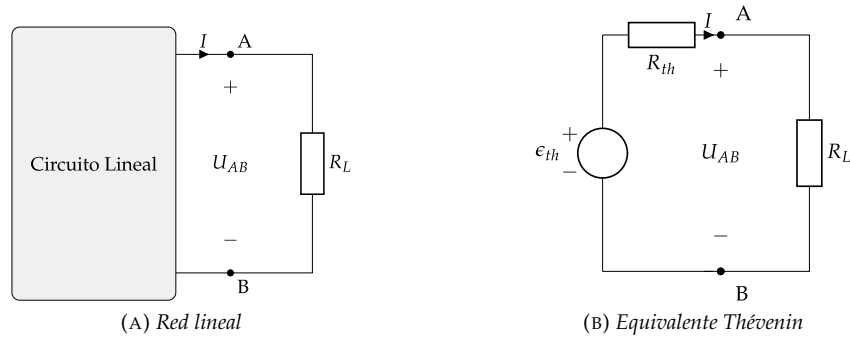 I
A
+
Circuito Lineal
U_AB
R_L
−
B
(A) Red lineal
I
A
R_th
+
+
ϵ_th
−
U_AB
R_L
−
B
(B) Equivalente Thévenin